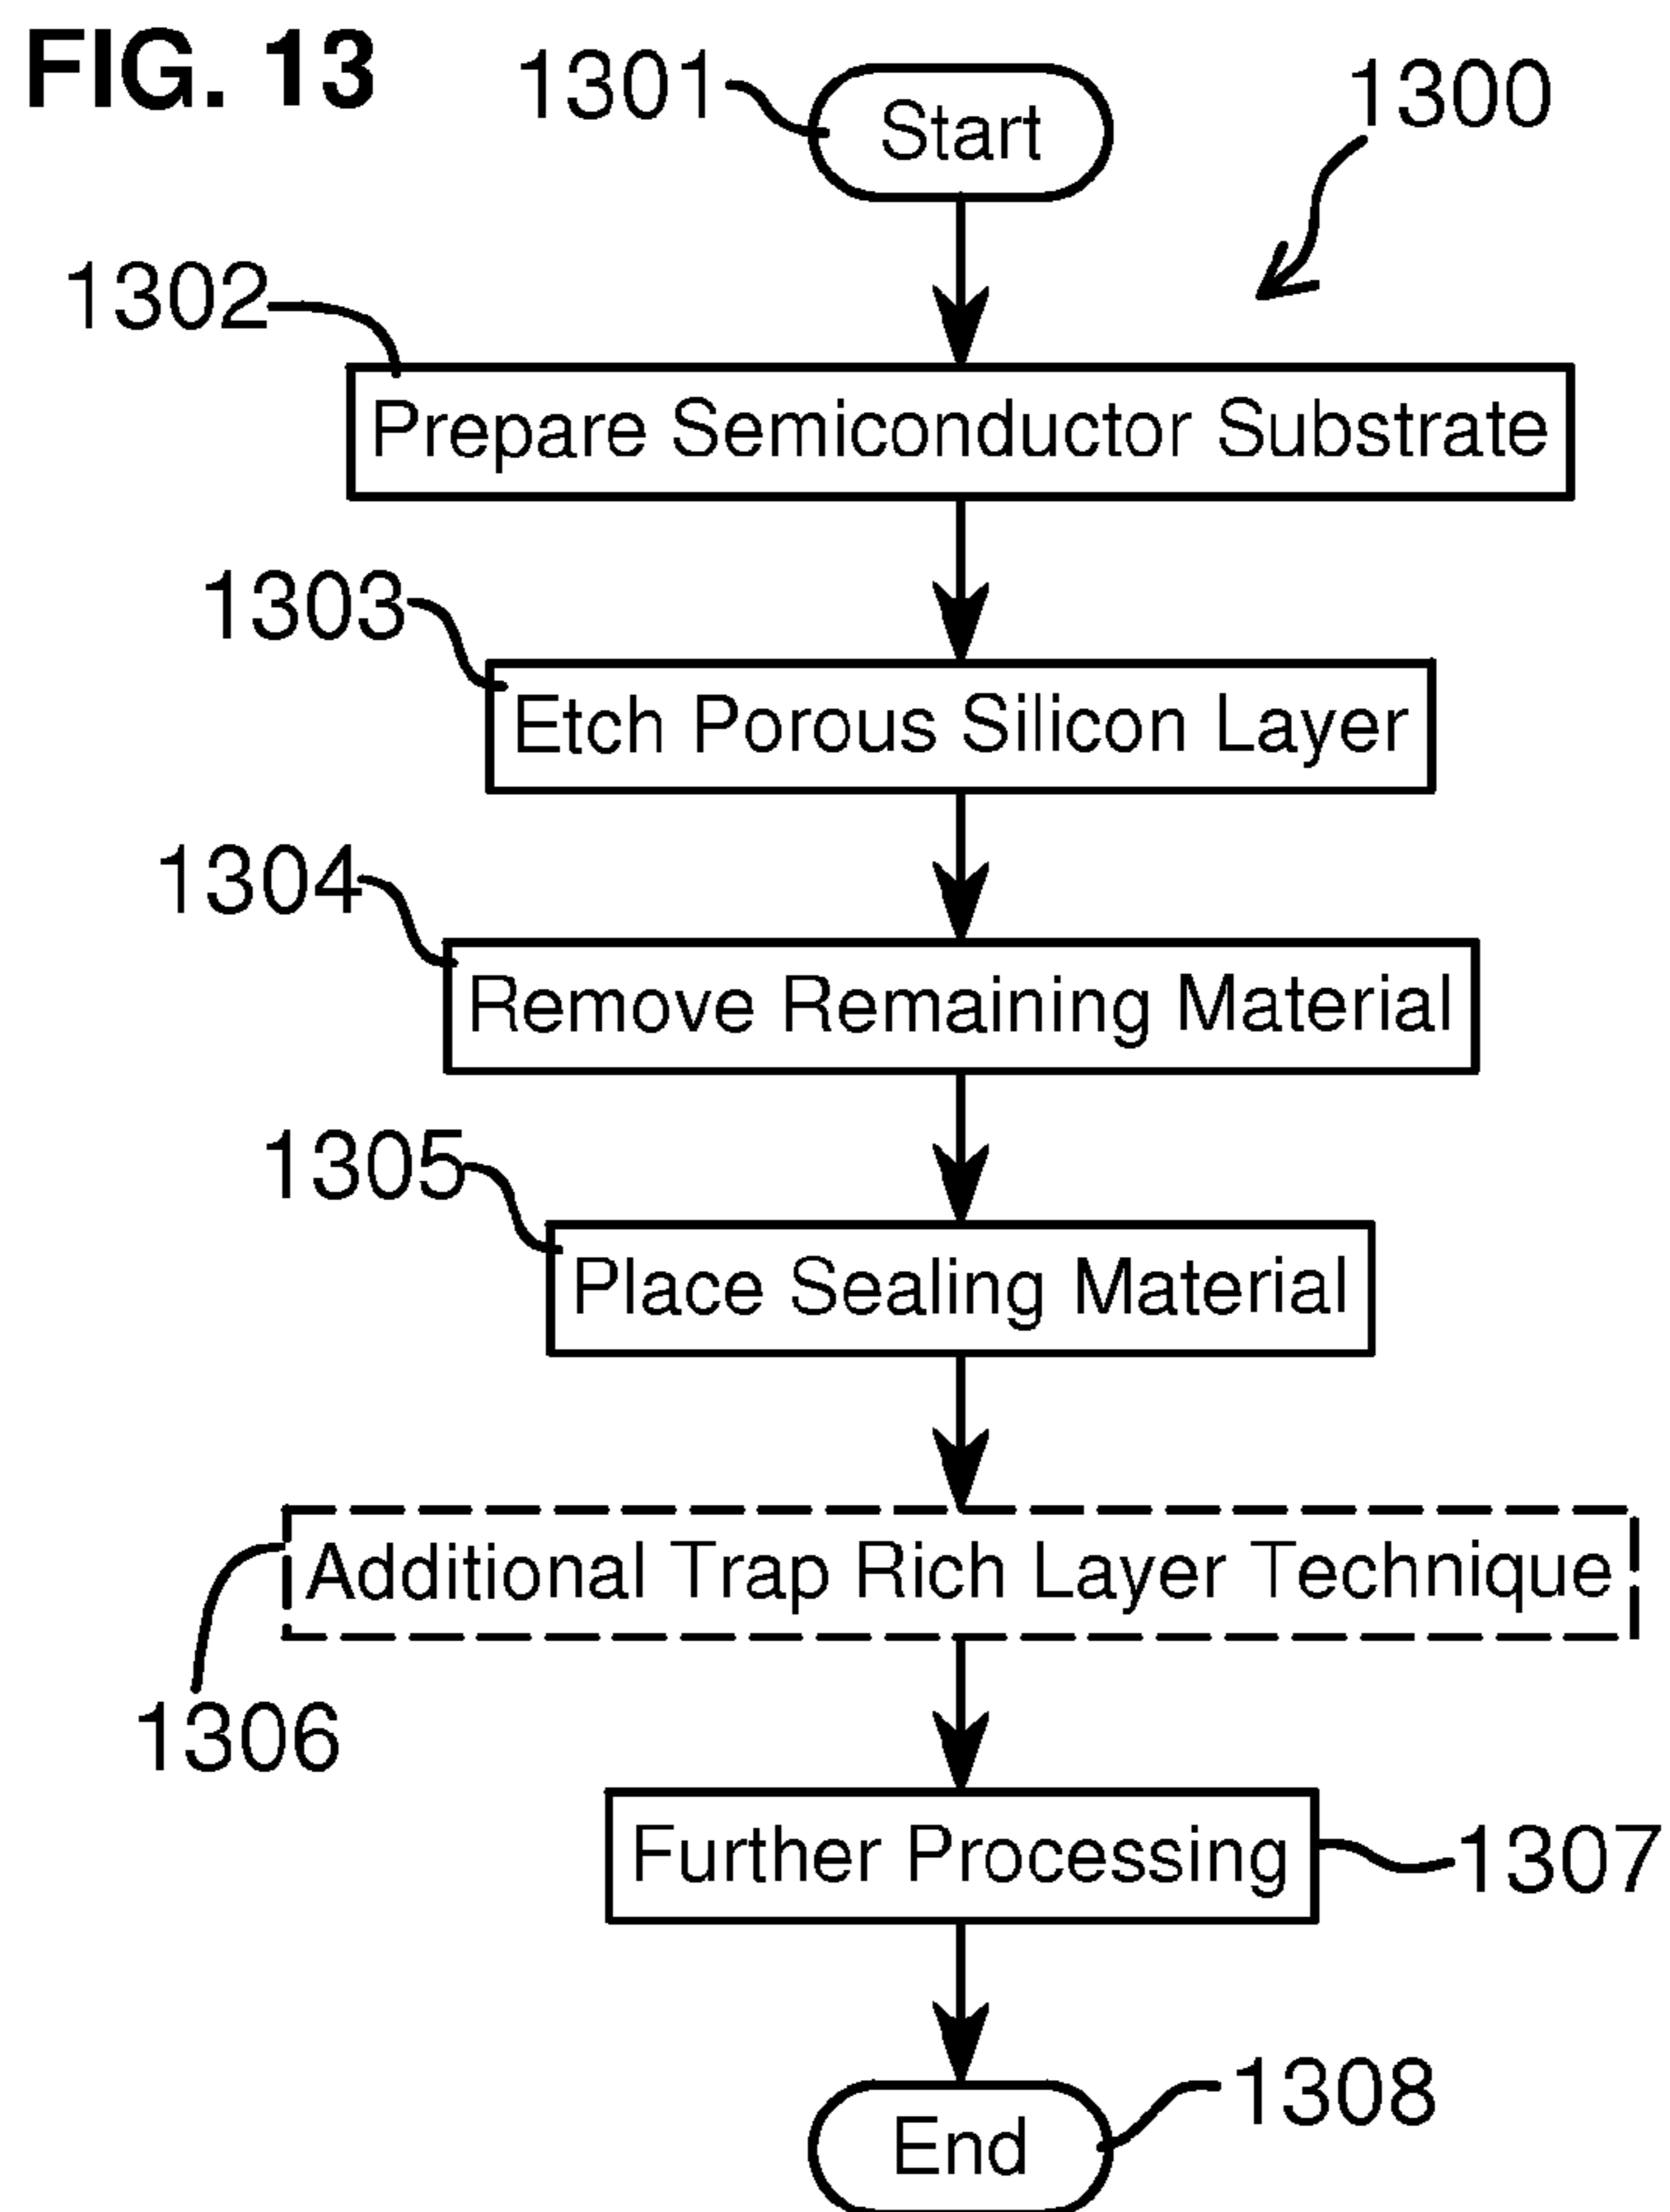 FIG. 13
1301
Start
1300
1302
Prepare Semiconductor Substrate
1303
Etch Porous Silicon Layer
1304
Remove Remaining Material
1305
Place Sealing Material
Additional Trap Rich Layer Technique
1306
Further Processing
1307
1308
End